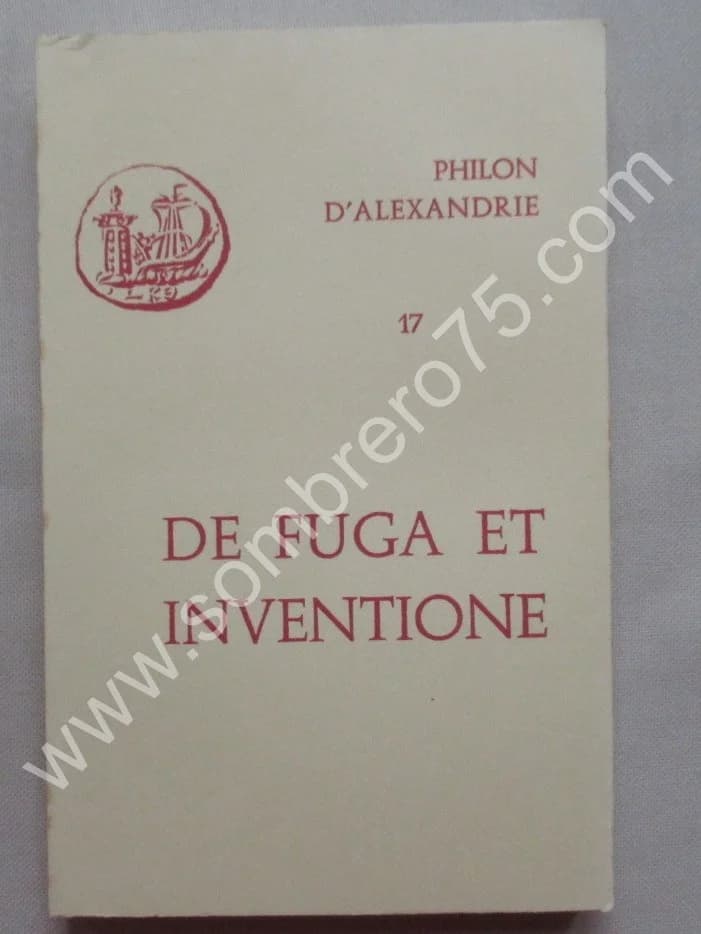 PHILON
D'ALEXANDRIE
17
DE FUGA ET
INVENTIONE
www.sombrero75.com